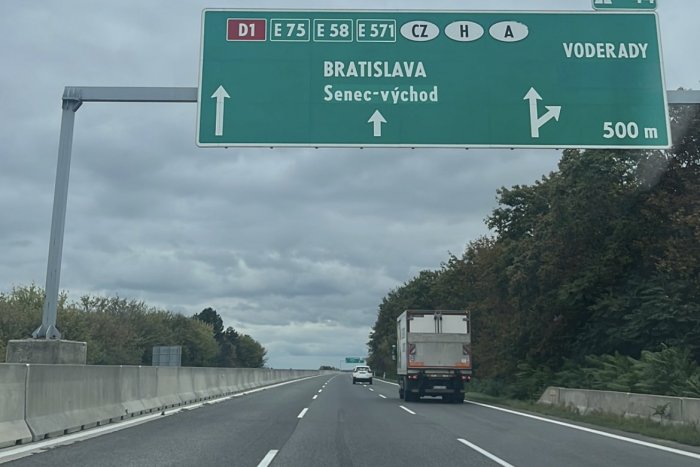 D1 E 75 E 58 E 571 CZ H A
VODERADY
BRATISLAVA
Senec-východ
500 m